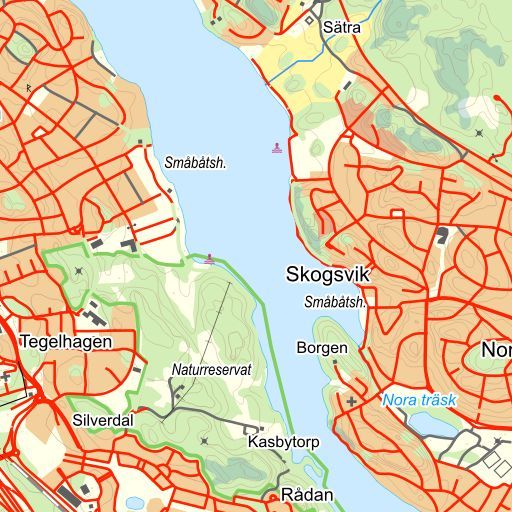 Sätra
Småbåtsh.
Skogsvik
Småbåtsh.
Tegelhagen
Borgen
Nor
Naturreservat
Nora träsk
Silverdal
Kasbytorp
Rådan